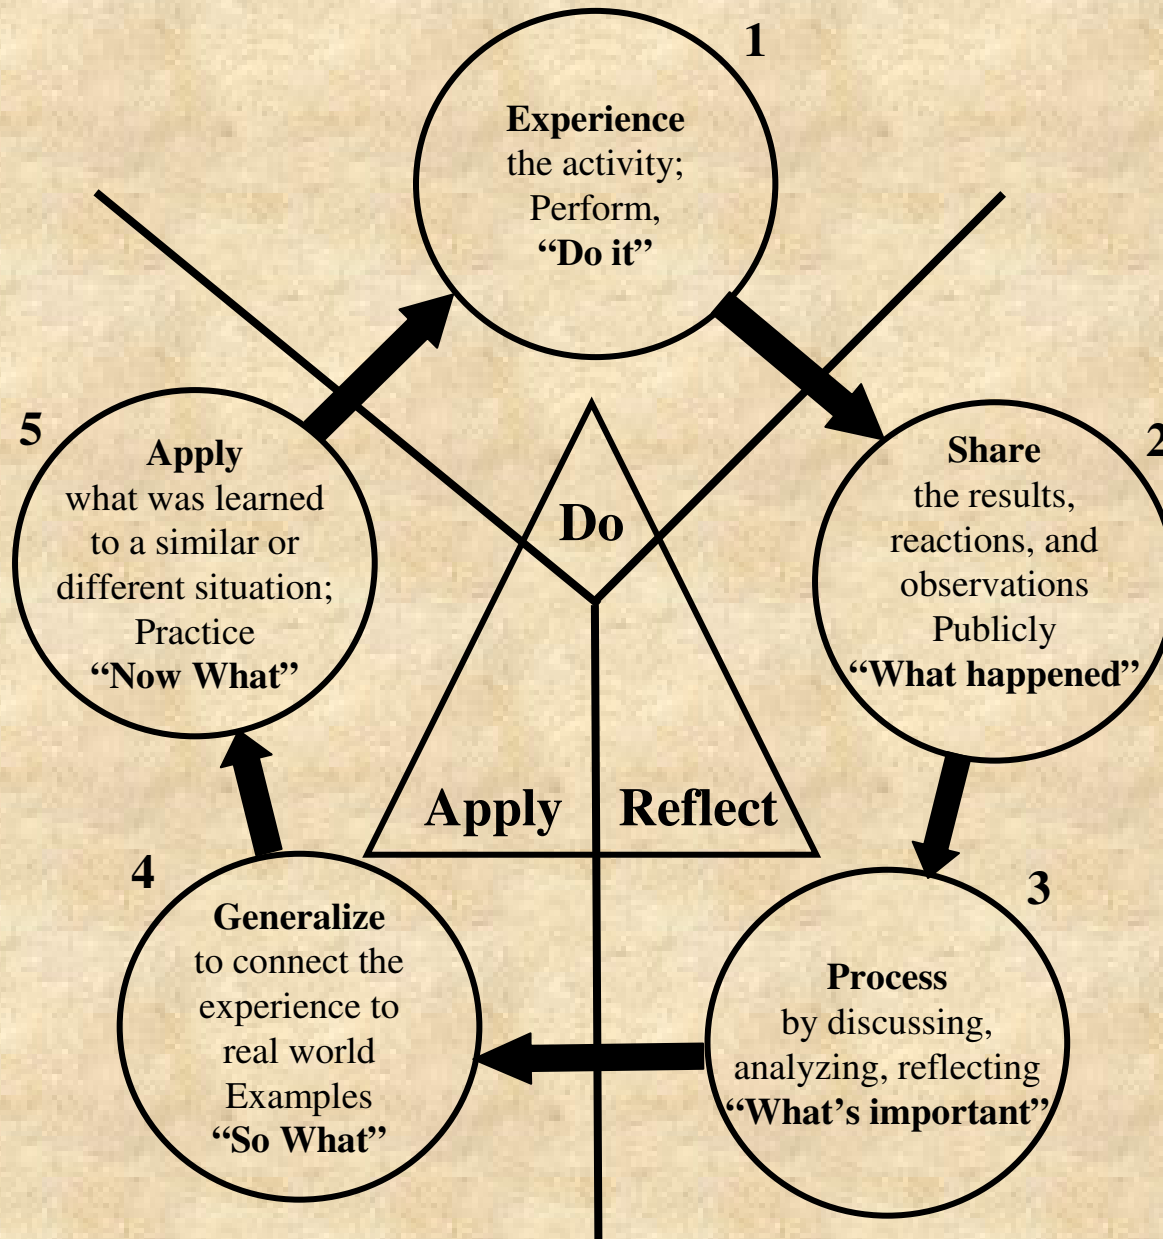 1
Experience
the activity;
Perform,
“Do it”
2
Share
the results,
reactions, and
observations
Publicly
“What happened”
3
Process
by discussing,
analyzing, reflecting
“What’s important”
4
Generalize
to connect the
experience to
real world
Examples
“So What”
5
Apply
what was learned
to a similar or
different situation;
Practice
“Now What”
Do
Apply
Reflect